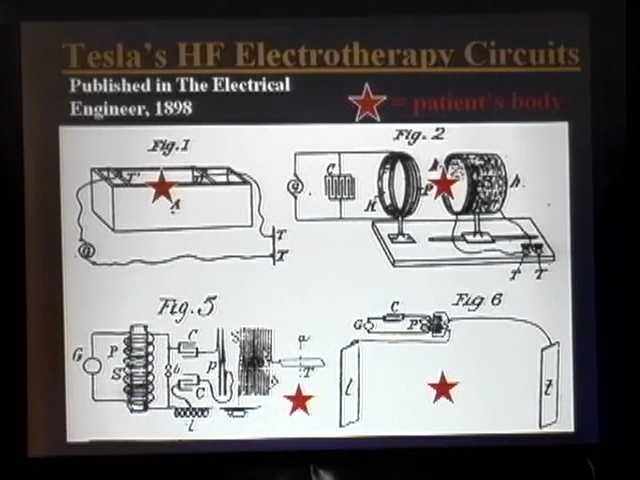 Tesla's HF Electrotherapy Circuits
Published in The Electrical
Engineer, 1898
= patient's body
Fig.1
Fig. 2
T'
A
G
T
T
C
H
P
h
T T
Fig. 5
Fig 6
G
P
S
C
C
i
p
S
T
G
C
P
t